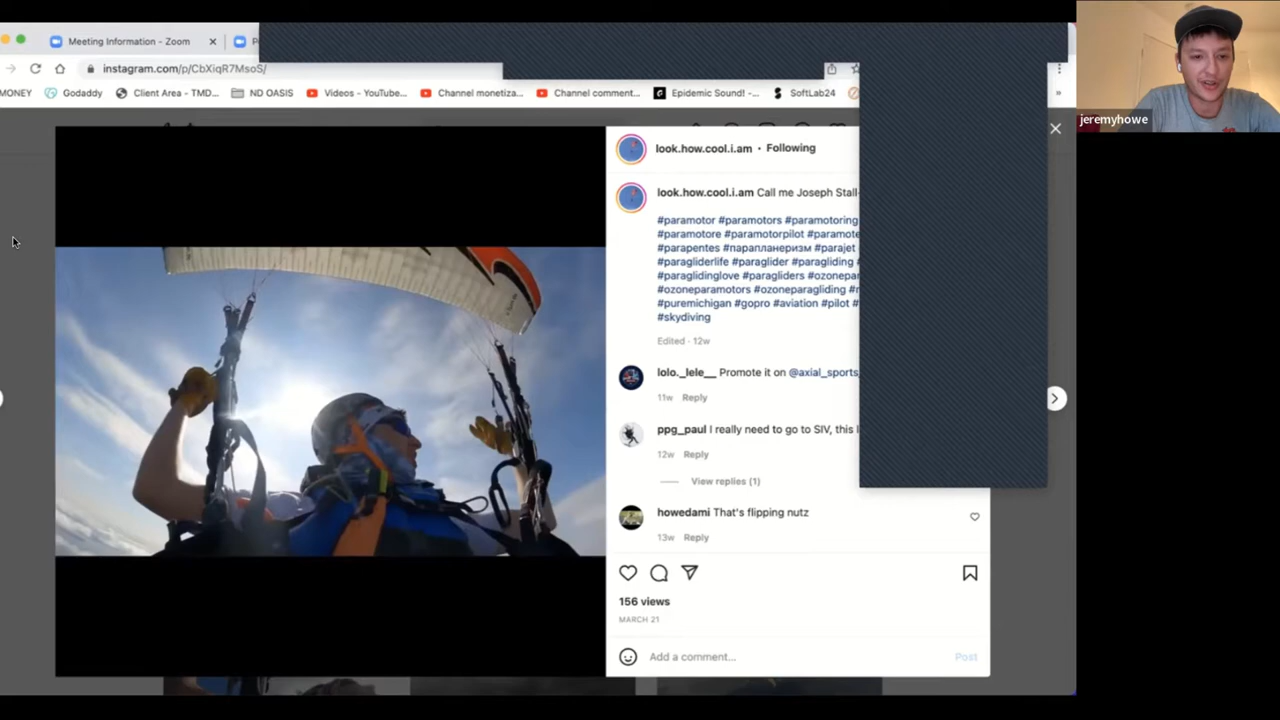 Meeting Information - Zoom
instagram.com/p/CbXiqR7MsoS/
MONEY Godaddy Client Area - TMD... ND OASIS Videos - YouTube... Channel monetiza... Channel comment... Epidemic Sound! -... SoftLab24 »
jeremyhowe
look.how.cool.i.am • Following
look.how.cool.i.am Call me Joseph Stall
#paramotor #paramotors #paramotoring
#paramotore #paramotorpilot #paramote
#parapentes #парапланеризм #parajet
#paragliderlife #paraglider #paragliding
#paraglidinglove #paragliders #ozonepar
#ozoneparamotors #ozoneparagliding
#puremichigan #gopro #aviation #pilot #
#skydiving
Edited · 12w
lolo._lele__ Promote it on @axial_sports
11w Reply
ppg_paul I really need to go to SIV, this
12w Reply
View replies (1)
howedami That's flipping nutz
13w Reply
156 views
MARCH 21
Add a comment... Post